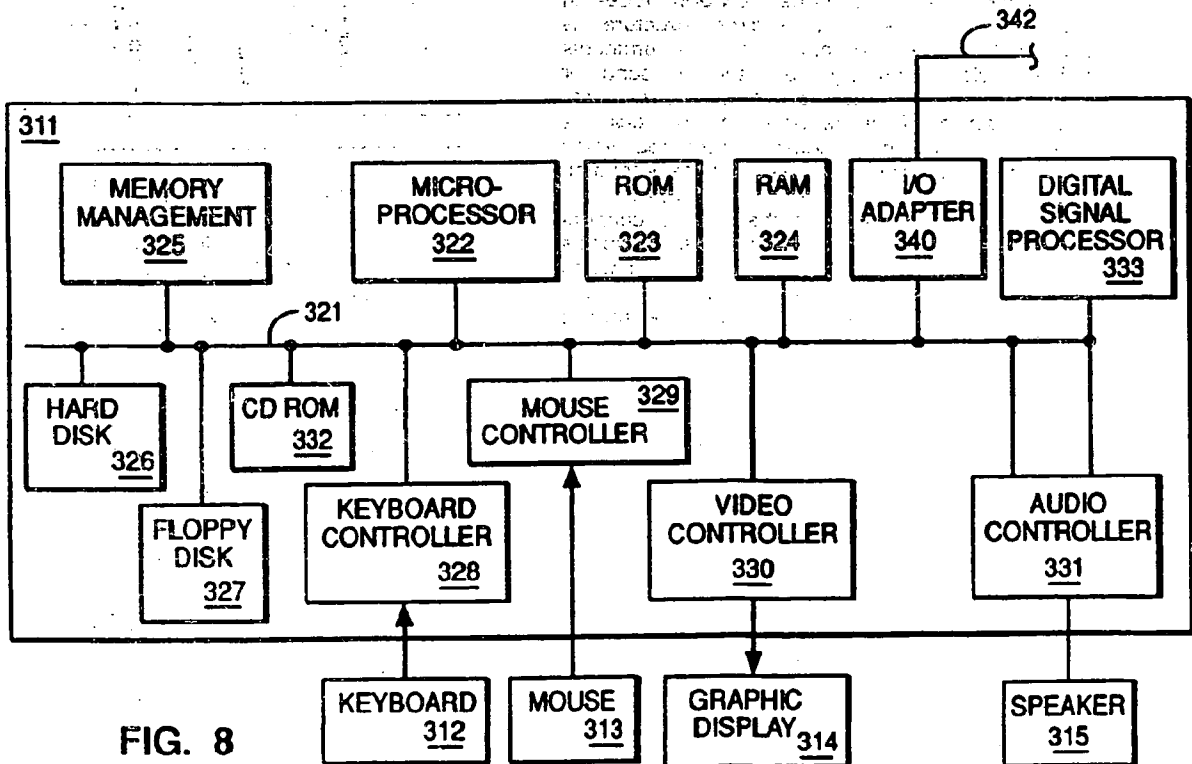 342
311
MEMORY
MANAGEMENT
325
MICRO-
PROCESSOR
322
ROM
323
RAM
324
I/O
ADAPTER
340
DIGITAL
SIGNAL
PROCESSOR
333
321
HARD
DISK
326
FLOPPY
DISK
327
CD ROM
332
KEYBOARD
CONTROLLER
328
329
MOUSE
CONTROLLER
VIDEO
CONTROLLER
330
AUDIO
CONTROLLER
331
KEYBOARD
312
MOUSE
313
GRAPHIC
DISPLAY
314
SPEAKER
315
FIG. 8